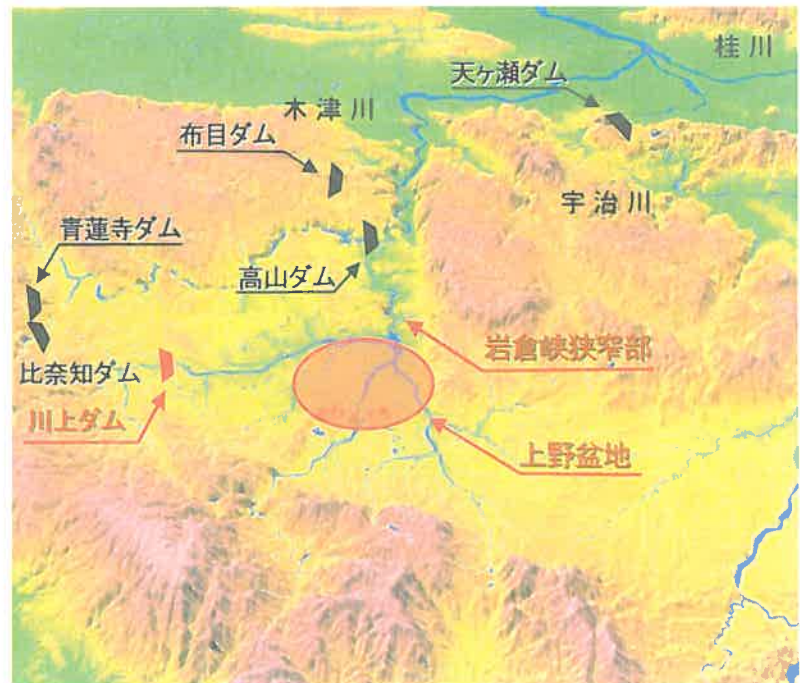 桂川
天ヶ瀬ダム
木津川
布目ダム
宇治川
青蓮寺ダム
高山ダム
岩倉峡狭窄部
比奈知ダム
川上ダム
上野盆地